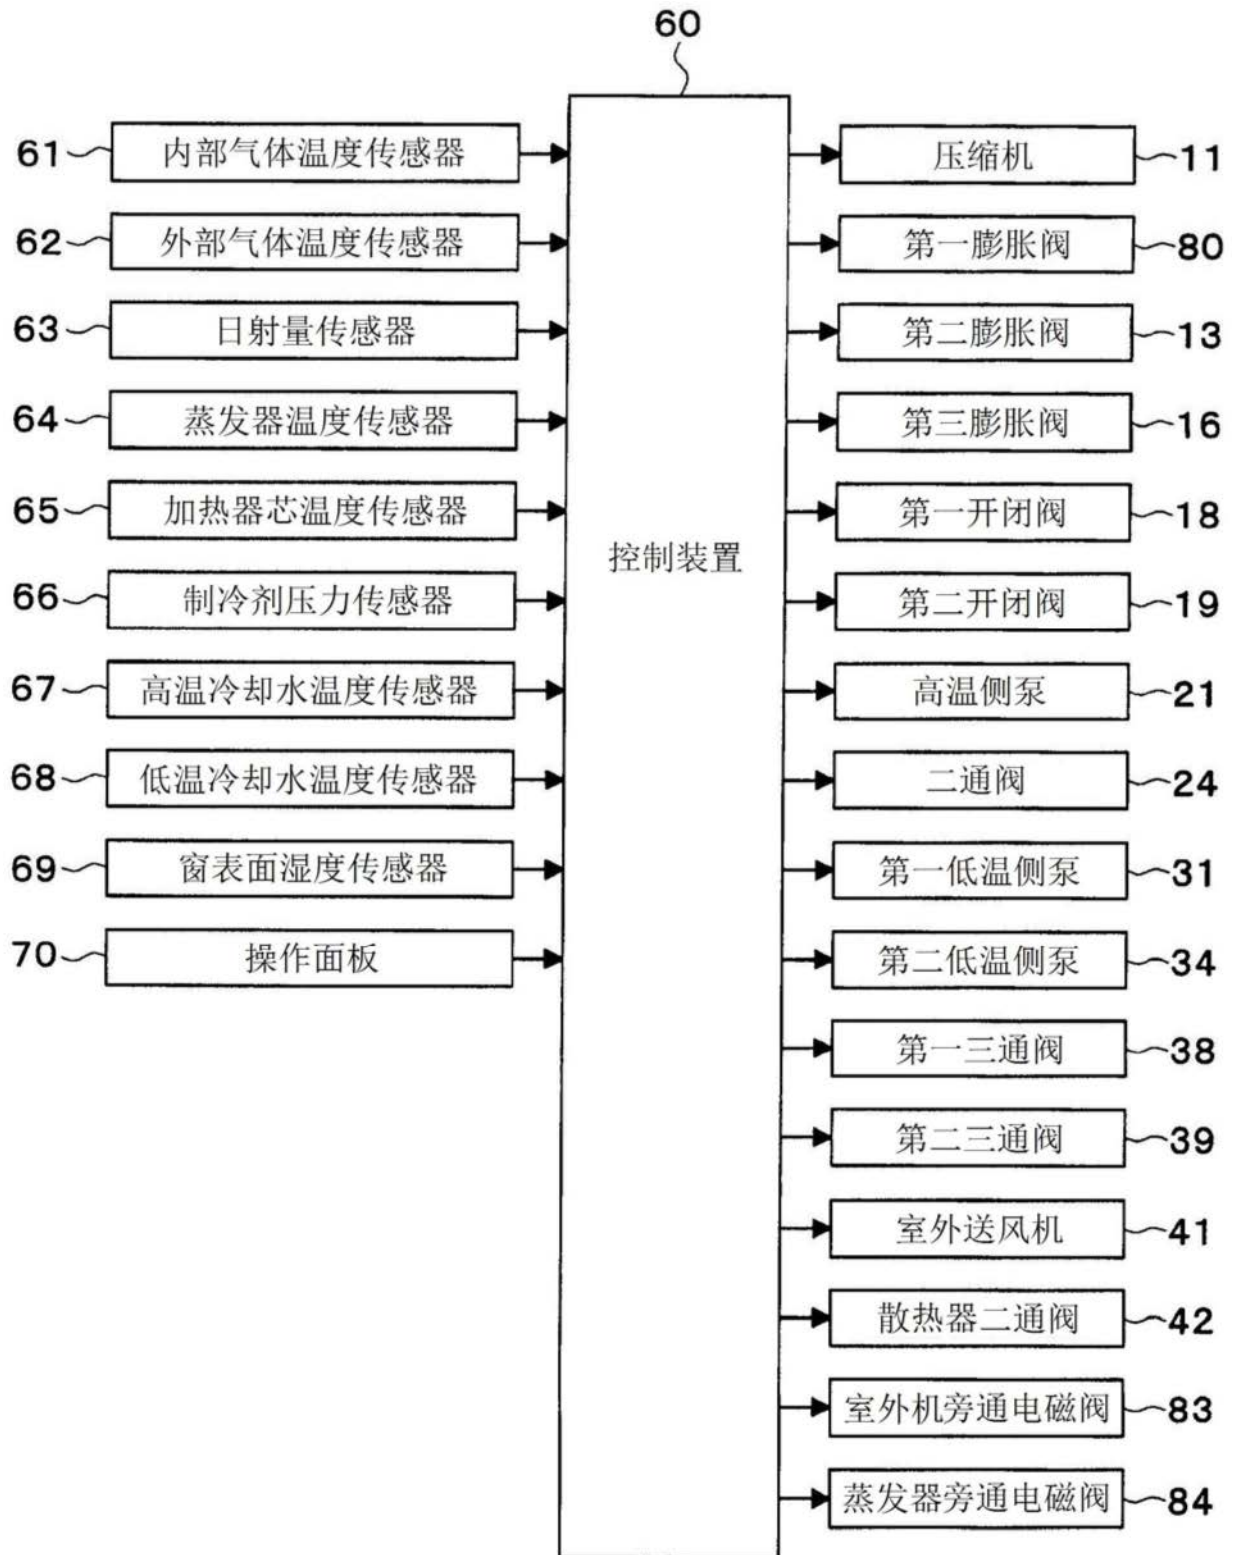 60
61 内部气体温度传感器
压缩机 11
62 外部气体温度传感器
第一膨胀阀 80
63 日射量传感器
第二膨胀阀 13
64 蒸发器温度传感器
第三膨胀阀 16
65 加热器芯温度传感器
第一开闭阀 18
控制装置
66 制冷剂压力传感器
第二开闭阀 19
67 高温冷却水温度传感器
高温侧泵 21
68 低温冷却水温度传感器
二通阀 24
69 窗表面湿度传感器
第一低温侧泵 31
70 操作面板
第二低温侧泵 34
第一三通阀 38
第二三通阀 39
室外送风机 41
散热器二通阀 42
室外机旁通电磁阀 83
蒸发器旁通电磁阀 84